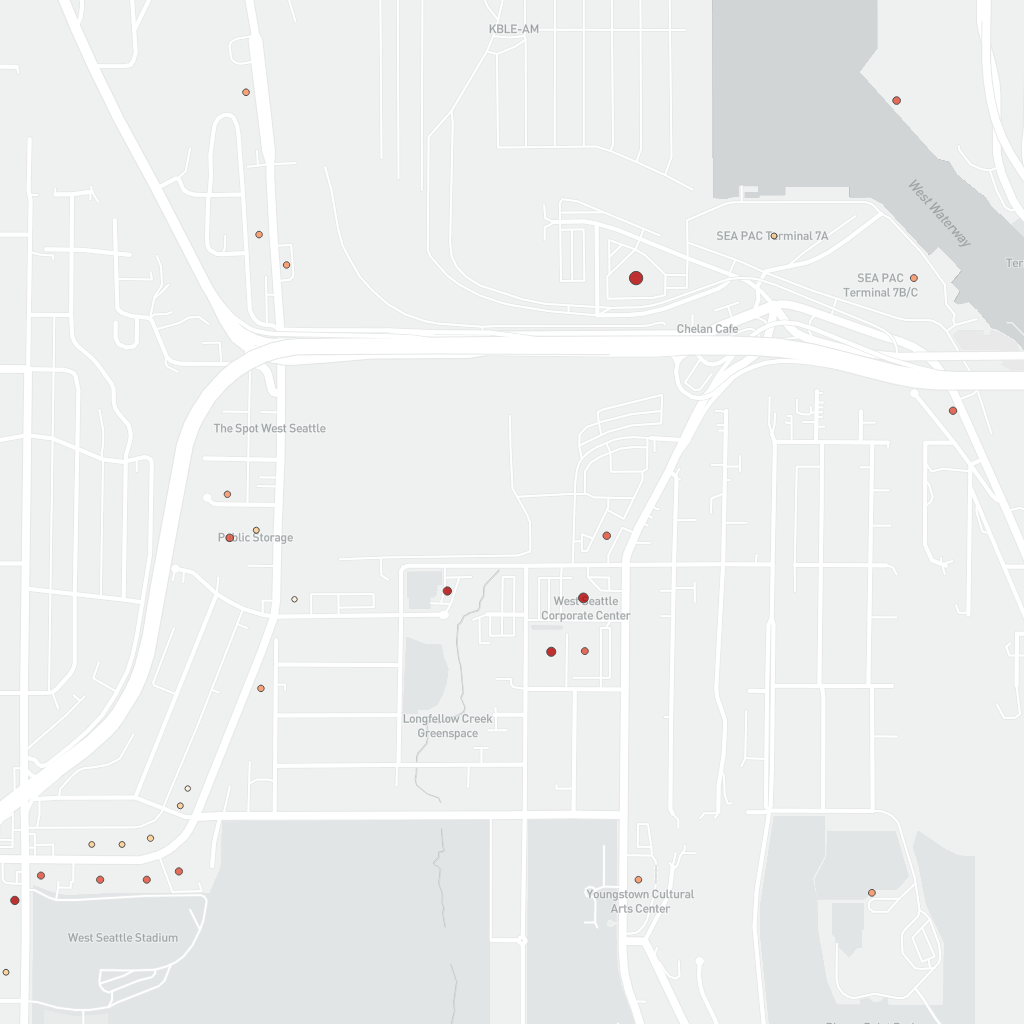 KBLE-AM
West Waterway
SEA PAC Terminal 7A
SEA PAC
Terminal 7B/C
Chelan Cafe
The Spot West Seattle
Public Storage
West Seattle
Corporate Center
Longfellow Creek
Greenspace
Youngstown Cultural
Arts Center
West Seattle Stadium